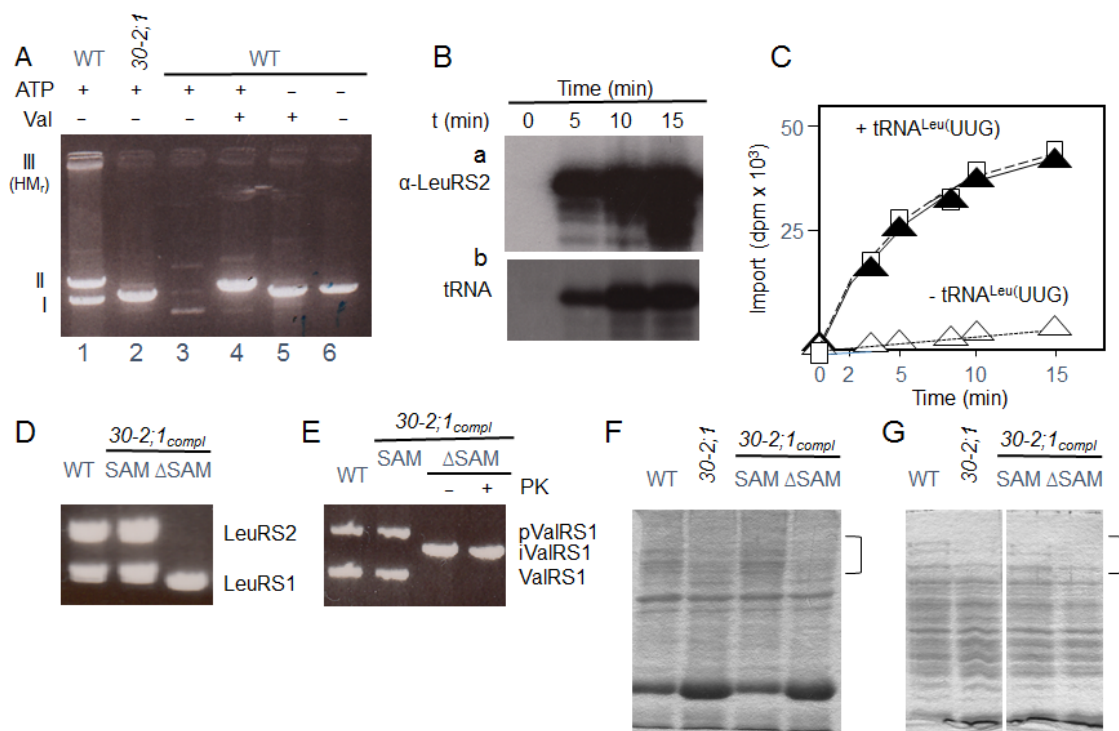 A
WT 30-2;1 WT
ATP + + + + – –
Val – – – + + –
III
(HMr)
II
I
1 2 3 4 5 6
B
Time (min)
t (min) 0 5 10 15
a
α-LeuRS2
b
tRNA
C
50
+ tRNALeu(UUG)
25
- tRNALeu(UUG)
Import (dpm x 10³)
0 2 5 10 15
Time (min)
D
30-2;1compl
WT SAM ΔSAM
LeuRS2
LeuRS1
E
30-2;1compl
WT SAM ΔSAM
– + PK
pValRS1
iValRS1
ValRS1
F
30-2;1compl
WT 30-2;1 SAM ΔSAM
G
30-2;1compl
WT 30-2;1 SAM ΔSAM